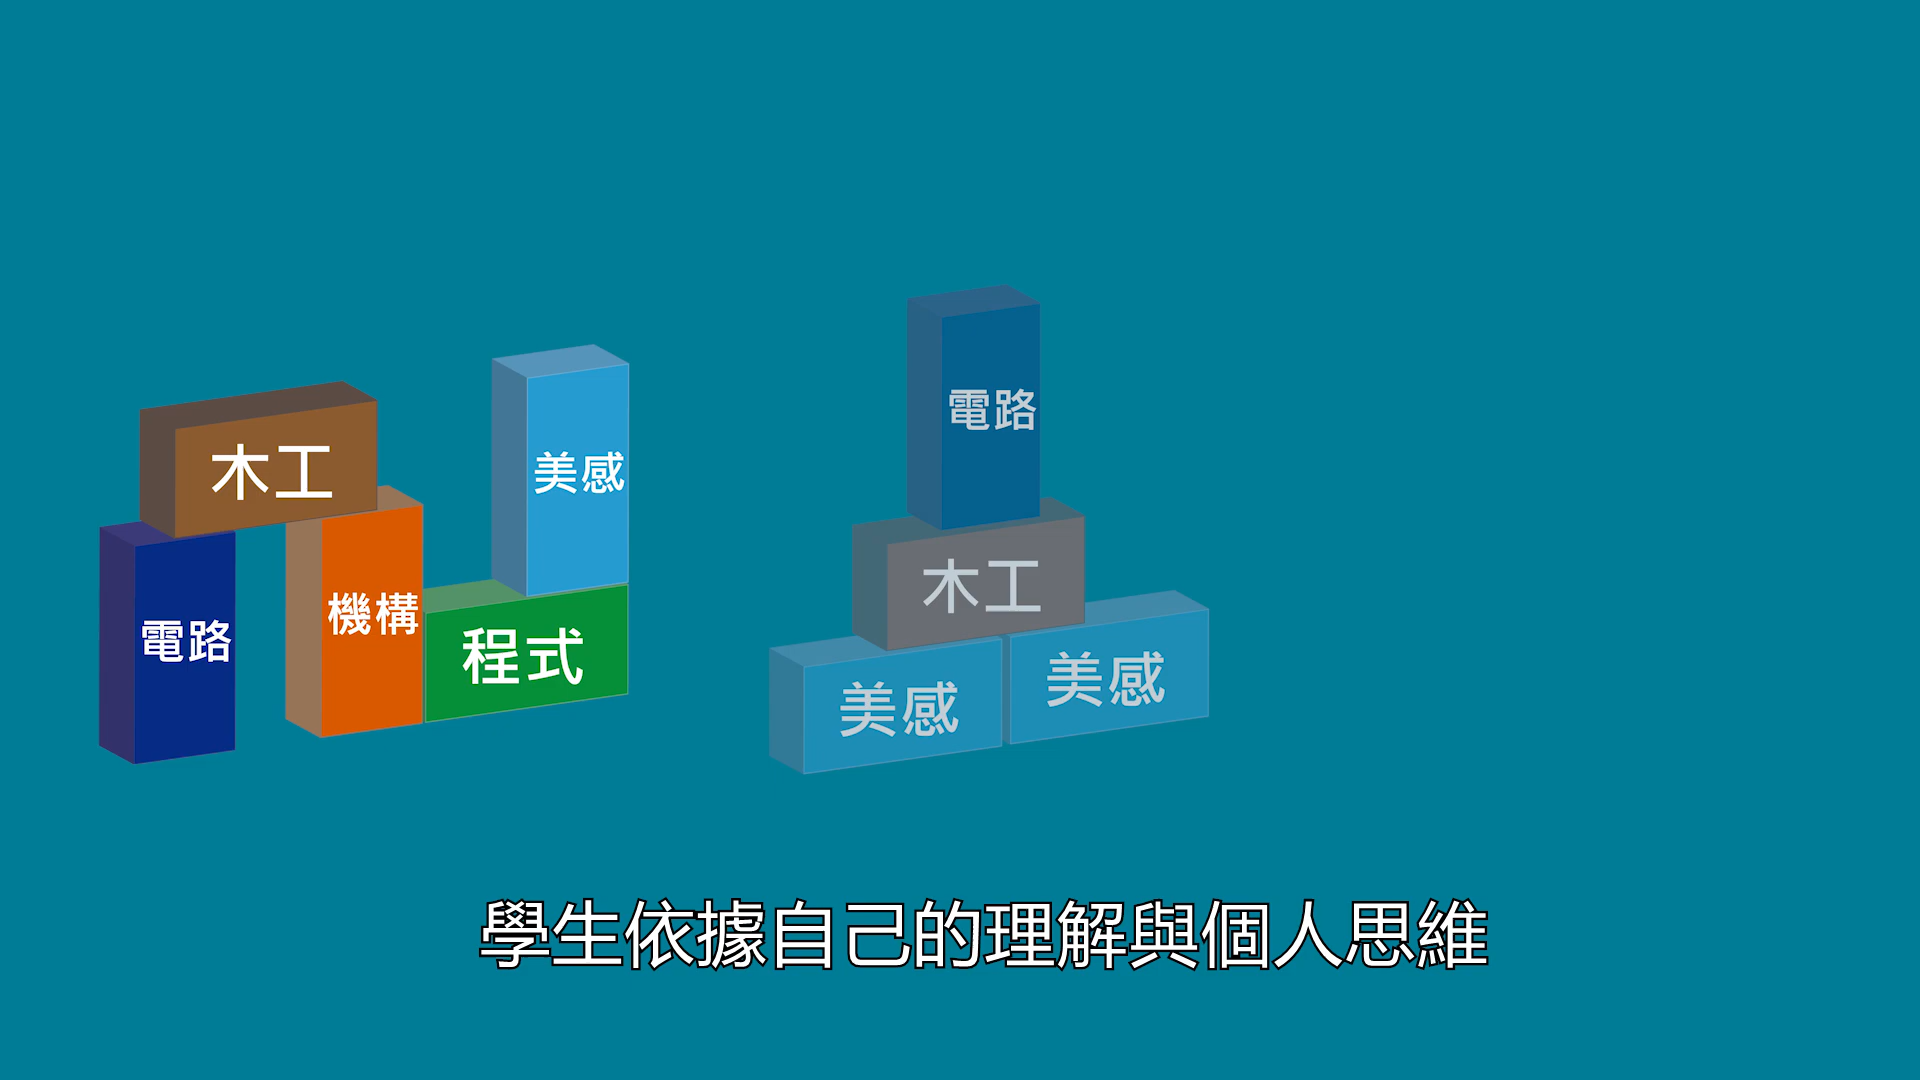 木工
美感
電路
機構
程式
電路
木工
美感
美感
學生依據自己的理解與個人思維